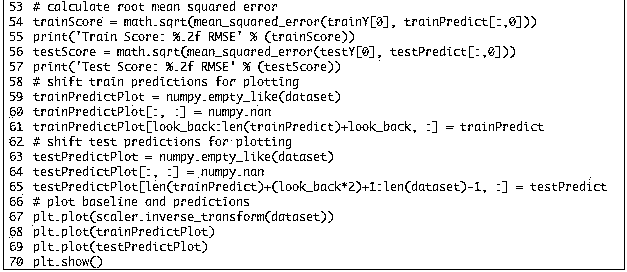 53 # calculate root mean squared error
54 trainScore = math.sqrt(mean_squared_error(trainY[0], trainPredict[:,0]))
55 print('Train Score: %.2f RMSE' % (trainScore))
56 testScore = math.sqrt(mean_squared_error(testY[0], testPredict[:,0]))
57 print('Test Score: %.2f RMSE' % (testScore))
58 # shift train predictions for plotting
59 trainPredictPlot = numpy.empty_like(dataset)
60 trainPredictPlot[:, :] = numpy.nan
61 trainPredictPlot[look_back:len(trainPredict)+look_back, :] = trainPredict
62 # shift test predictions for plotting
63 testPredictPlot = numpy.empty_like(dataset)
64 testPredictPlot[:, :] = numpy.nan
65 testPredictPlot[len(trainPredict)+(look_back*2)+1:len(dataset)-1, :] = testPredict
66 # plot baseline and predictions
67 plt.plot(scaler.inverse_transform(dataset))
68 plt.plot(trainPredictPlot)
69 plt.plot(testPredictPlot)
70 plt.show()